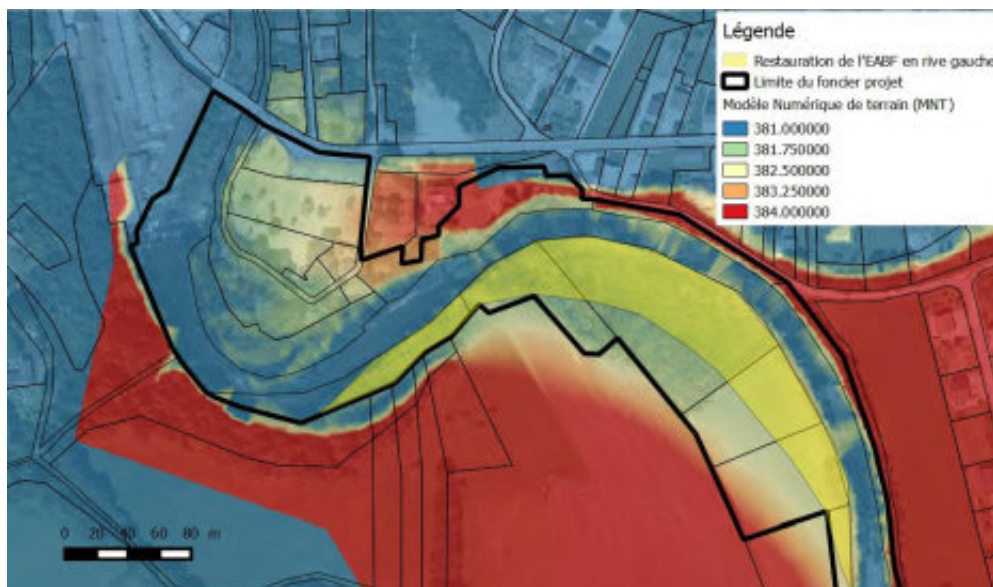 Légende
Restauration de l'EABF en rive gauche
Limite du foncier projet
Modèle Numérique de terrain (MNT)
381.000000
381.750000
382.500000
383.250000
384.000000
0 20 40 60 80 m